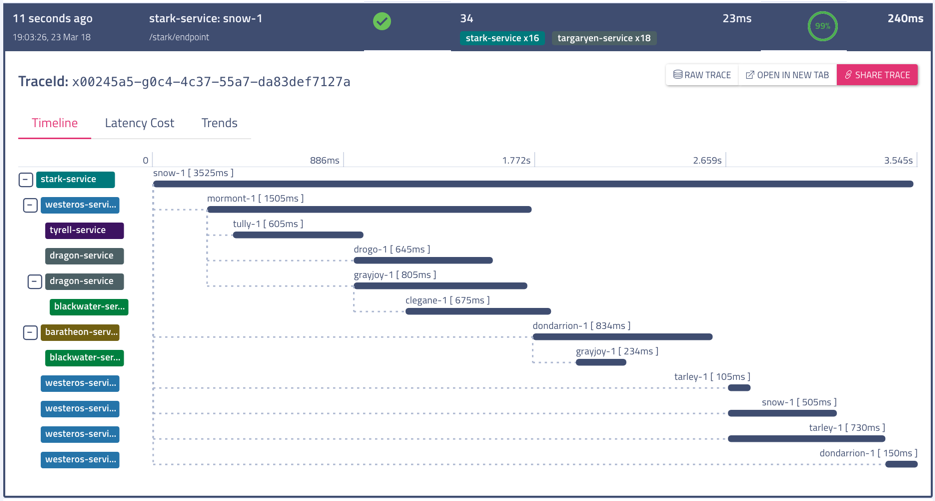 11 seconds ago stark-service: snow-1 34 23ms 99% 240ms
19:03:26, 23 Mar 18 /stark/endpoint stark-service x16 targaryen-service x18
TraceId: x00245a5-g0c4-4c37-55a7-da83def7127a RAW TRACE OPEN IN NEW TAB SHARE TRACE
Timeline Latency Cost Trends
0 886ms 1.772s 2.659s 3.545s
stark-service snow-1 [ 3525ms ]
westeros-servi... mormont-1 [ 1505ms ]
tyrell-service tully-1 [ 605ms ]
dragon-service drogo-1 [ 645ms ]
dragon-service grayjoy-1 [ 805ms ]
blackwater-ser... clegane-1 [ 675ms ]
baratheon-serv... dondarrion-1 [ 834ms ]
blackwater-ser... grayjoy-1 [ 234ms ]
westeros-servi... tarley-1 [ 105ms ]
westeros-servi... snow-1 [ 505ms ]
westeros-servi... tarley-1 [ 730ms ]
westeros-servi... dondarrion-1 [ 150ms ]